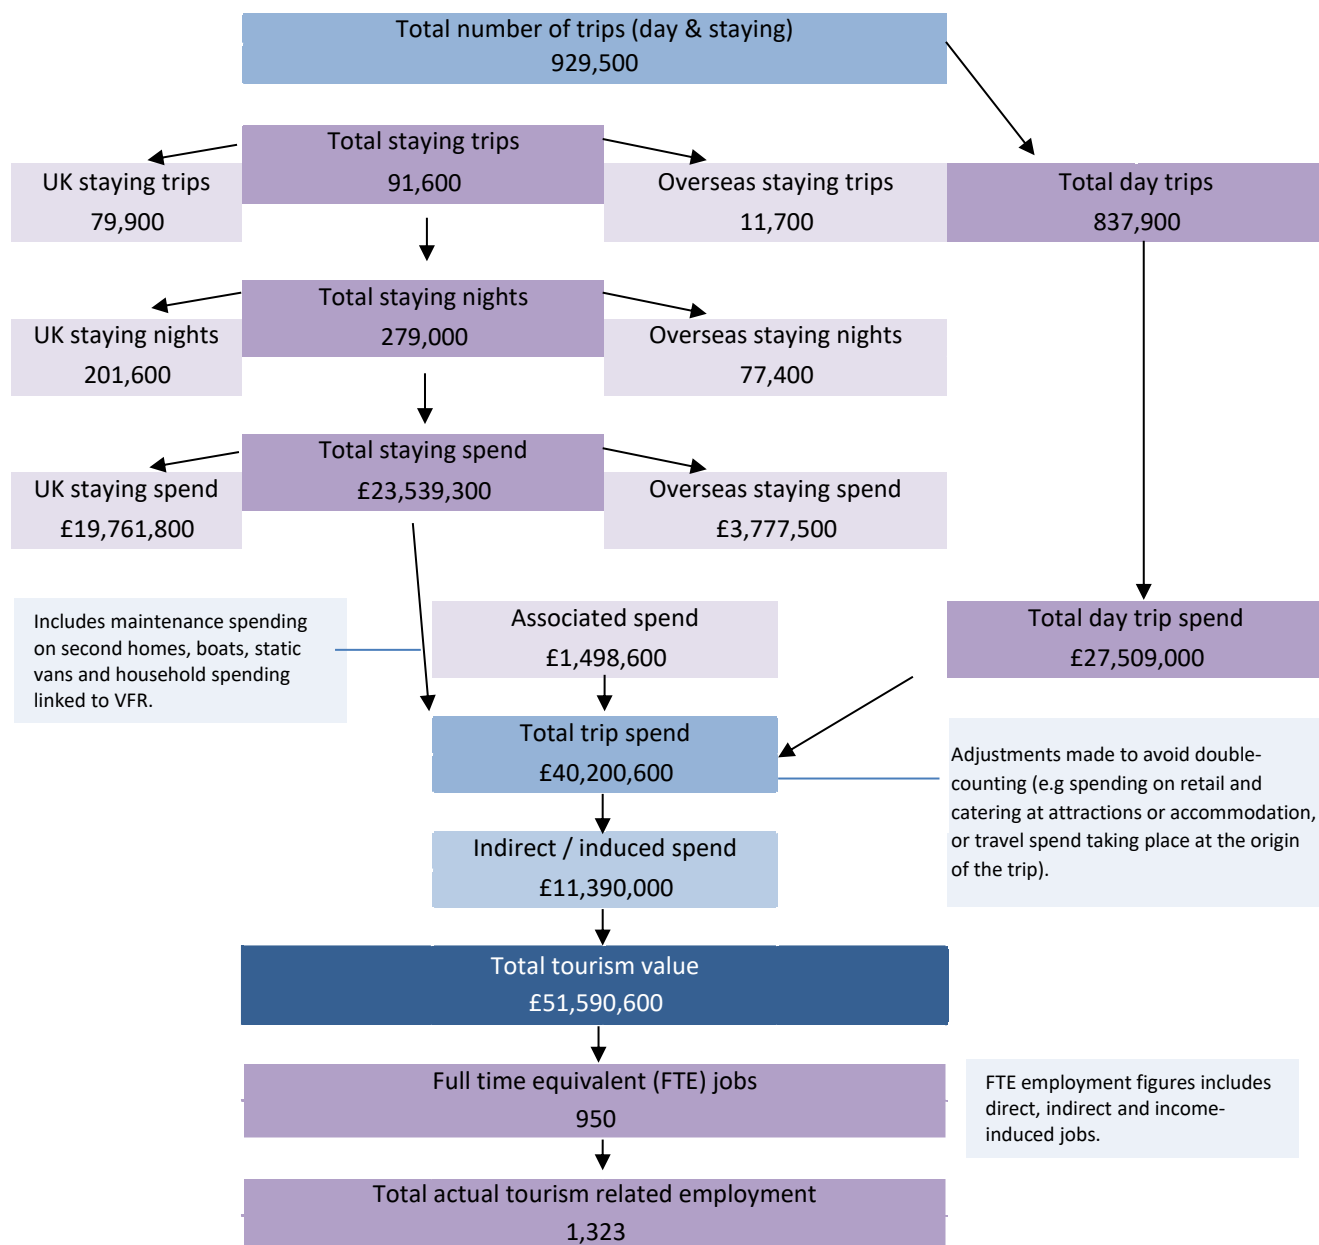 Total number of trips (day & staying)
929,500
Total staying trips
91,600
UK staying trips
79,900
Overseas staying trips
11,700
Total day trips
837,900
Total staying nights
279,000
UK staying nights
201,600
Overseas staying nights
77,400
Total staying spend
£23,539,300
UK staying spend
£19,761,800
Overseas staying spend
£3,777,500
Includes maintenance spending
on second homes, boats, static
vans and household spending
linked to VFR.
Associated spend
£1,498,600
Total day trip spend
£27,509,000
Total trip spend
£40,200,600
Adjustments made to avoid double-
counting (e.g spending on retail and
catering at attractions or accommodation,
or travel spend taking place at the origin
of the trip).
Indirect / induced spend
£11,390,000
Total tourism value
£51,590,600
Full time equivalent (FTE) jobs
950
FTE employment figures includes
direct, indirect and income-
induced jobs.
Total actual tourism related employment
1,323